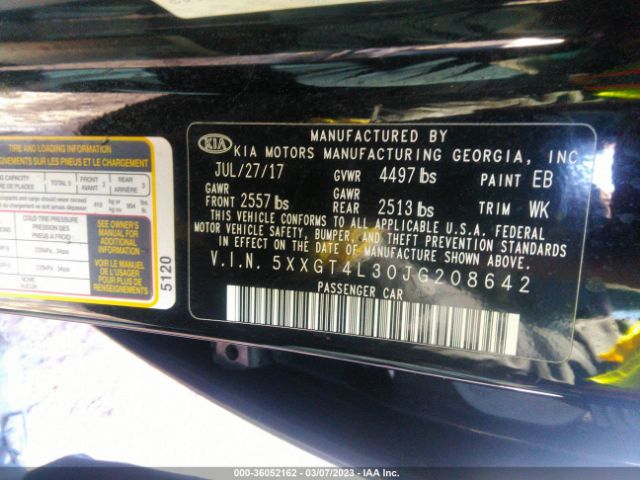 TIRE AND LOADING INFORMATION
RENSEIGNEMENTS SUR LES PNEUS ET LE CHARGEMENT
TOTAL 5
FRONT AVANT 2
REAR ARRIÈRE 3
COLD TIRE PRESSURE
PRESSION DES PNEUS À FROID
SEE OWNER'S
MANUAL FOR
ADDITIONAL
INFORMATION
VOIR LE MANUEL
DE L'USAGER
POUR PLUS DE
RENSEIGNEMENTS
5120
KIA
MANUFACTURED BY
KIA MOTORS MANUFACTURING GEORGIA, INC
JUL/27/17 GVWR 4497 lbs PAINT EB
GAWR GAWR
FRONT 2557 lbs REAR 2513 lbs TRIM WK
THIS VEHICLE CONFORMS TO ALL APPLICABLE U.S.A. FEDERAL
MOTOR VEHICLE SAFETY, BUMPER, AND THEFT PREVENTION STANDARDS
IN EFFECT ON THE DATE OF MANUFACTURE SHOWN ABOVE.
V.I.N. 5XXGT4L30JG208642
PASSENGER CAR
000-36052162 - 03/07/2023 - IAA Inc.